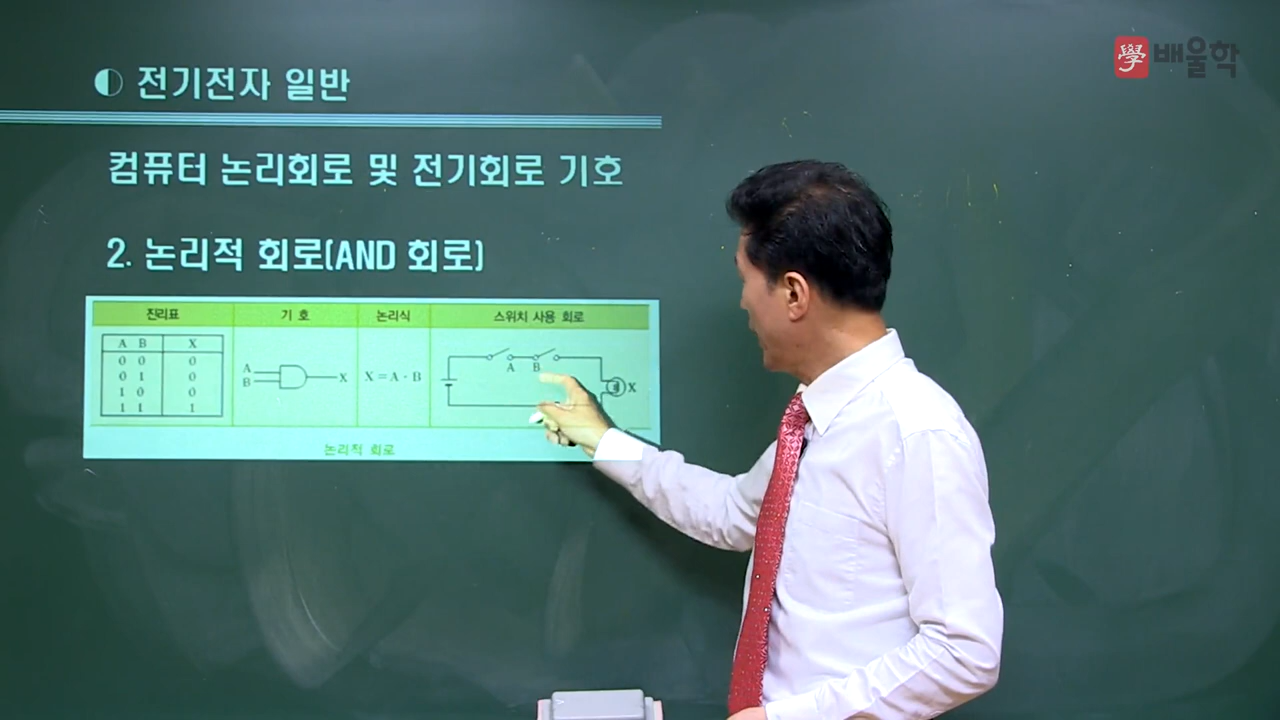 學 배울학
전기전자 일반
컴퓨터 논리회로 및 전기회로 기호
2. 논리적 회로(AND 회로)
진리표 기 호 논리식 스위치 사용 회로
A B X
0 0 0
0 1 0
1 0 0
1 1 1
A
B
X
X = A · B
A B
X
논리적 회로